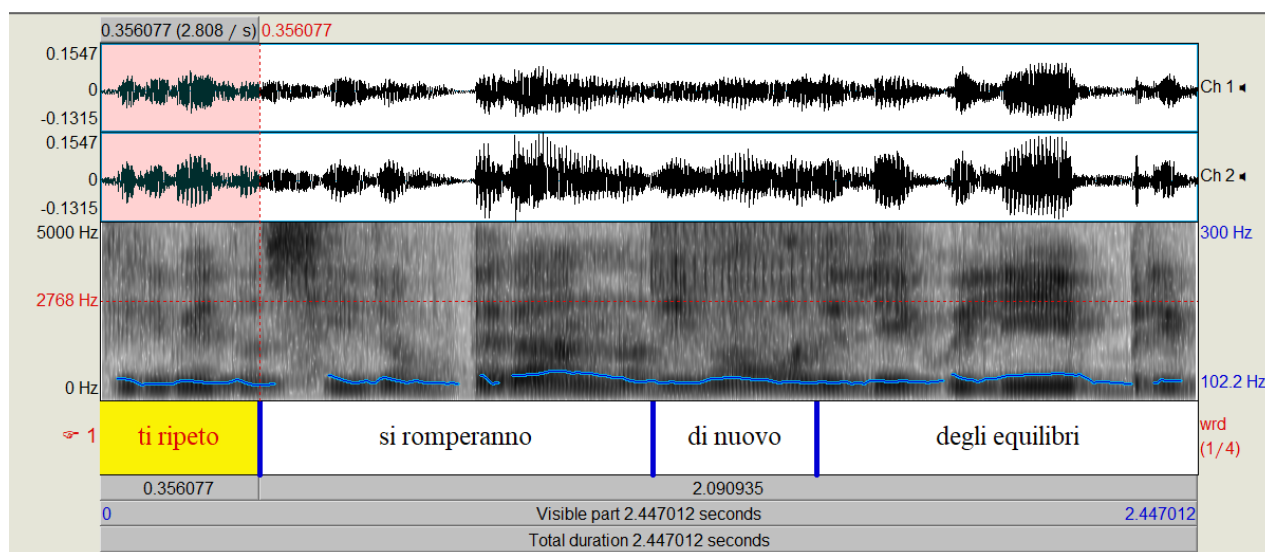 0.356077 (2.808 / s) 0.356077
0.1547
0
-0.1315
Ch 1
0.1547
0
-0.1315
Ch 2
5000 Hz
300 Hz
2768 Hz
0 Hz
102.2 Hz
1 ti ripeto si romperanno di nuovo degli equilibri wrd
(1/4)
0.356077 2.090935
0 Visible part 2.447012 seconds 2.447012
Total duration 2.447012 seconds